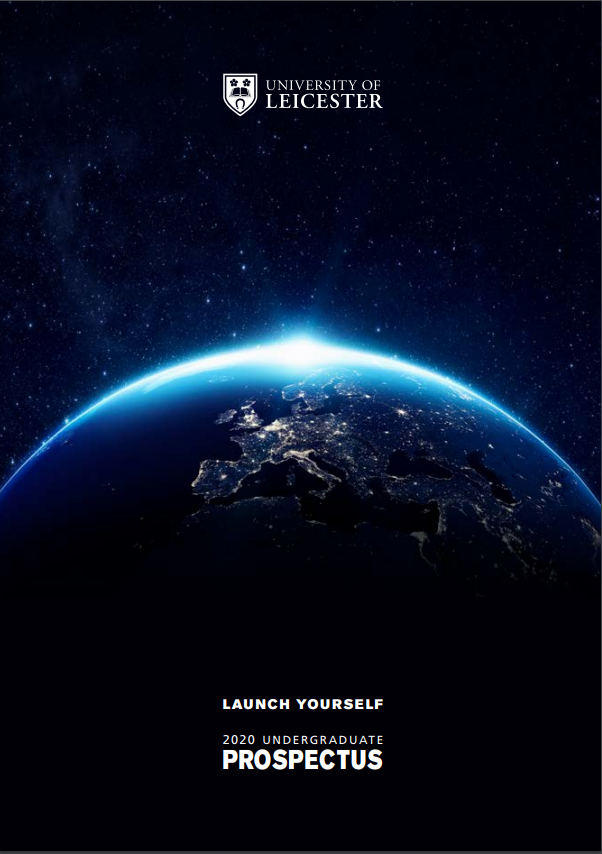 UNIVERSITY OF
LEICESTER
LAUNCH YOURSELF
2020 UNDERGRADUATE
PROSPECTUS